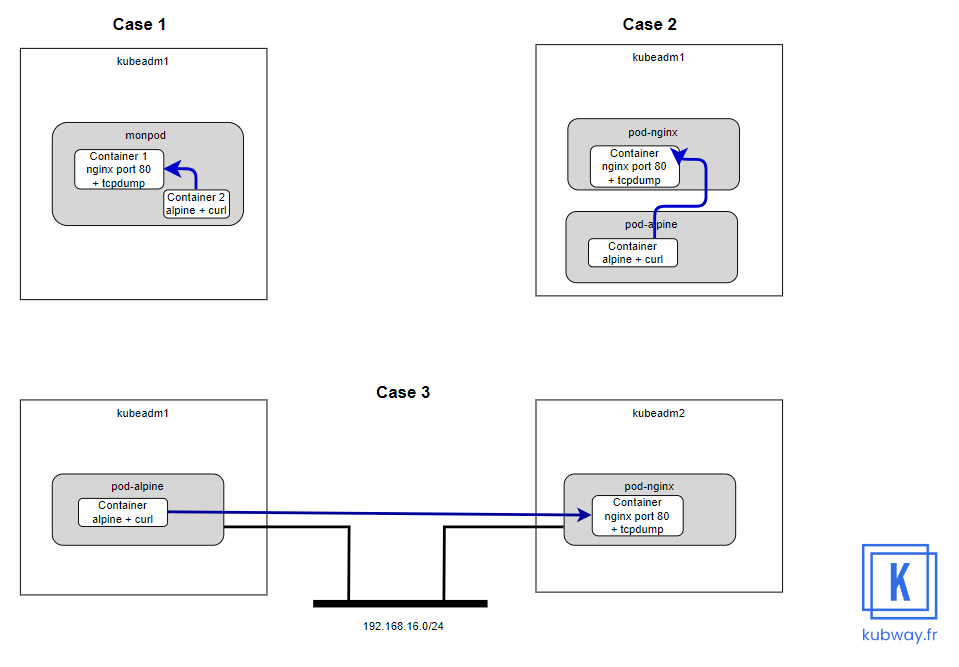 Case 1
kubeadm1
monpod
Container 1
nginx port 80
+ tcpdump
Container 2
alpine + curl
Case 2
kubeadm1
pod-nginx
Container
nginx port 80
+ tcpdump
pod-alpine
Container
alpine + curl
Case 3
kubeadm1
pod-alpine
Container
alpine + curl
kubeadm2
pod-nginx
Container
nginx port 80
+ tcpdump
192.168.16.0/24
K
kubway.fr